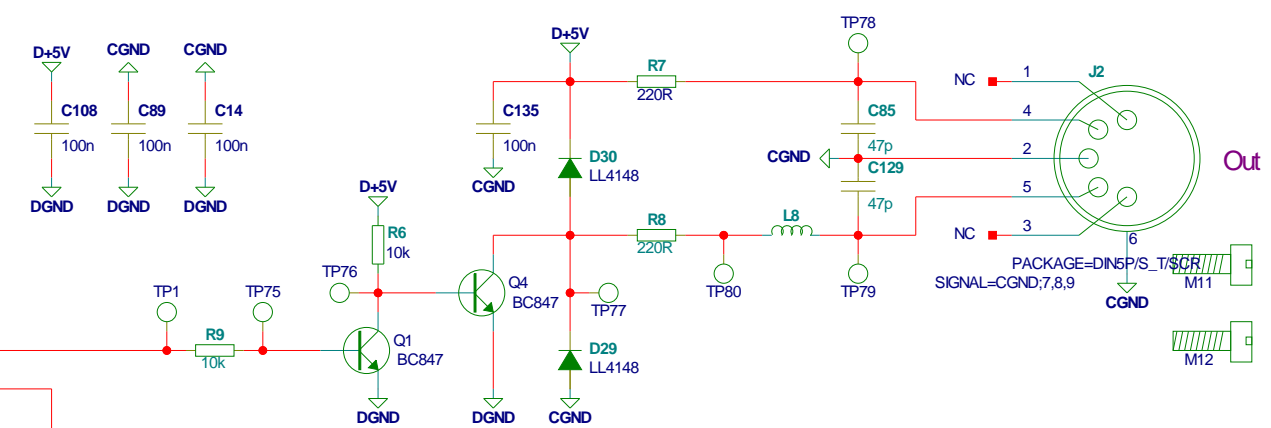 TP78
D+5V
D+5V CGND CGND
R7
220R
NC 1 J2
C108 C89 C14
100n 100n 100n
C135
100n
C85
47p
4
CGND 2
Out
D30
LL4148
C129
47p
CGND
D+5V
5
DGND DGND DGND
R6
10k
R8
220R
L8
NC 3
6
TP76
Q4
BC847
TP80 TP79
PACKAGE=DIN5P/S_T/SCR
SIGNAL=CGND;7,8,9
M11
CGND
TP1 TP75
TP77
R9
10k
Q1
BC847
D29
LL4148
M12
DGND DGND CGND